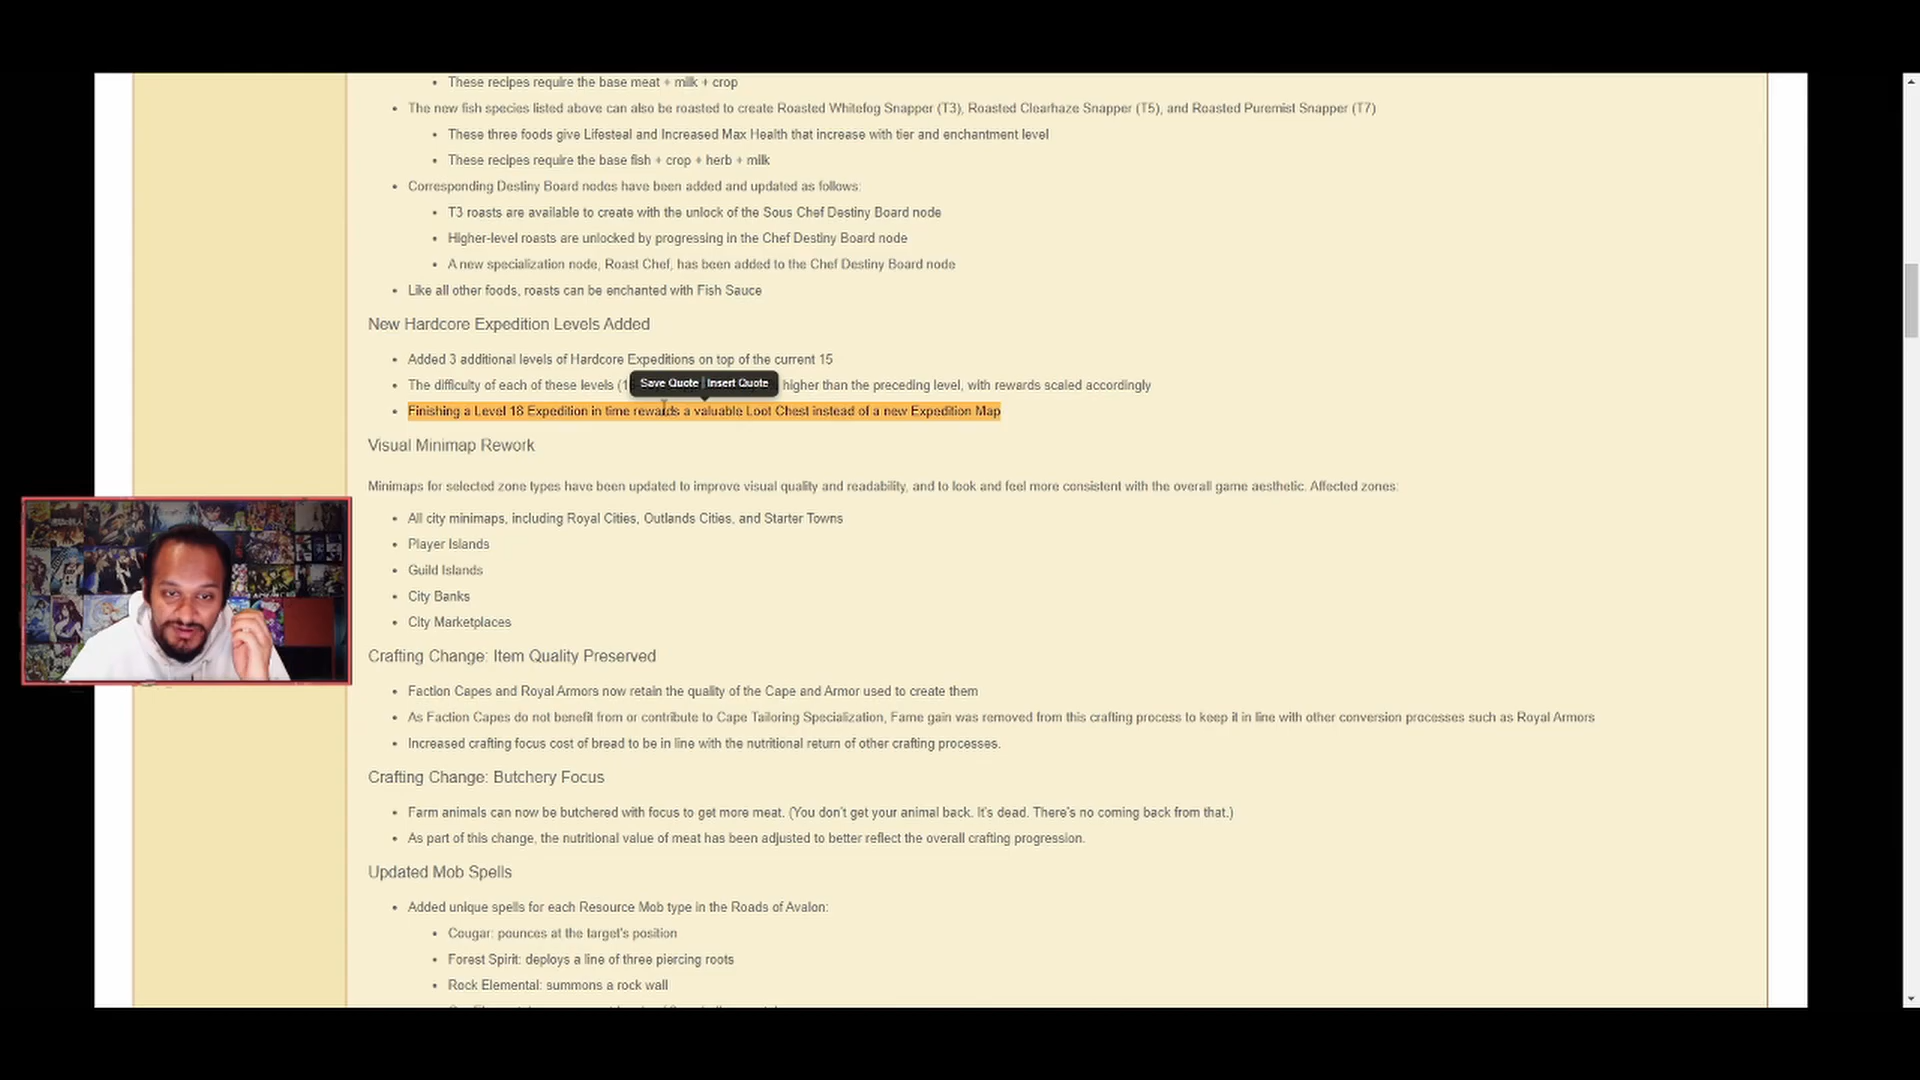 These recipes require the base meat + milk + crop
The new fish species listed above can also be roasted to create Roasted Whitefog Snapper (T3), Roasted Clearhaze Snapper (T5), and Roasted Puremist Snapper (T7)
These three foods give Lifesteal and Increased Max Health that increase with tier and enchantment level
These recipes require the base fish + crop + herb + milk
Corresponding Destiny Board nodes have been added and updated as follows:
T3 roasts are available to create with the unlock of the Sous Chef Destiny Board node
Higher-level roasts are unlocked by progressing in the Chef Destiny Board node
A new specialization node, Roast Chef, has been added to the Chef Destiny Board node
Like all other foods, roasts can be enchanted with Fish Sauce
New Hardcore Expedition Levels Added
Added 3 additional levels of Hardcore Expeditions on top of the current 15
Save Quote Insert Quote
The difficulty of each of these levels higher than the preceding level, with rewards scaled accordingly
Finishing a Level 18 Expedition in time rewards a valuable Loot Chest instead of a new Expedition Map
Visual Minimap Rework
Minimaps for selected zone types have been updated to improve visual quality and readability, and to look and feel more consistent with the overall game aesthetic. Affected zones:
All city minimaps, including Royal Cities, Outlands Cities, and Starter Towns
Player Islands
Guild Islands
City Banks
City Marketplaces
Crafting Change: Item Quality Preserved
Faction Capes and Royal Armors now retain the quality of the Cape and Armor used to create them
As Faction Capes do not benefit from or contribute to Cape Tailoring Specialization, Fame gain was removed from this crafting process to keep it in line with other conversion processes such as Royal Armors
Increased crafting focus cost of bread to be in line with the nutritional return of other crafting processes.
Crafting Change: Butchery Focus
Farm animals can now be butchered with focus to get more meat. (You don't get your animal back. It's dead. There's no coming back from that.)
As part of this change, the nutritional value of meat has been adjusted to better reflect the overall crafting progression.
Updated Mob Spells
Added unique spells for each Resource Mob type in the Roads of Avalon:
Cougar: pounces at the target's position
Forest Spirit: deploys a line of three piercing roots
Rock Elemental: summons a rock wall